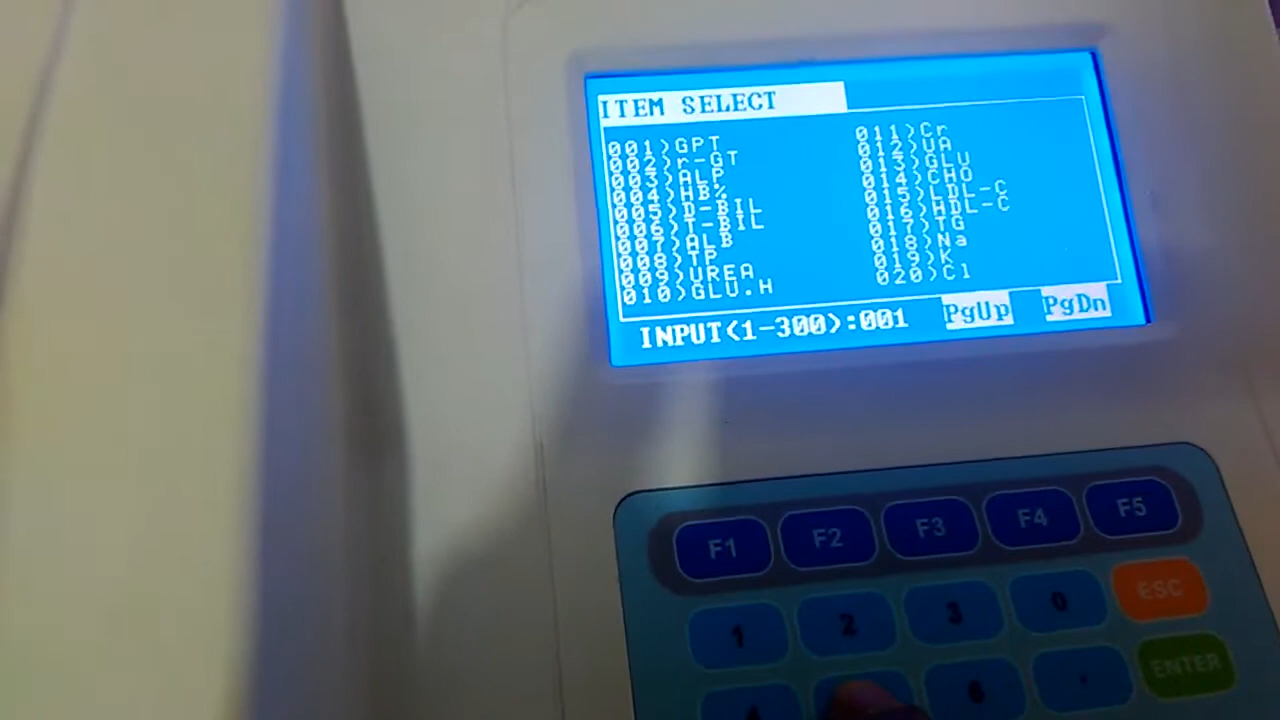 ITEM SELECT
001)GPT
002)r-GT
003)ALP
004)HB%
005)D-BIL
006)T-BIL
007)ALB
008)TP
009)UREA
010)GLU.H
011)Cr
012)UA
013)GLU
014)CHO
015)LDL-C
016)HDL-C
017)TG
018)Na
019)K
020)Cl
INPUT(1-300):001 PgUp PgDn
F1 F2 F3 F4 F5
1 2 3 0 ESC
4 6 . ENTER